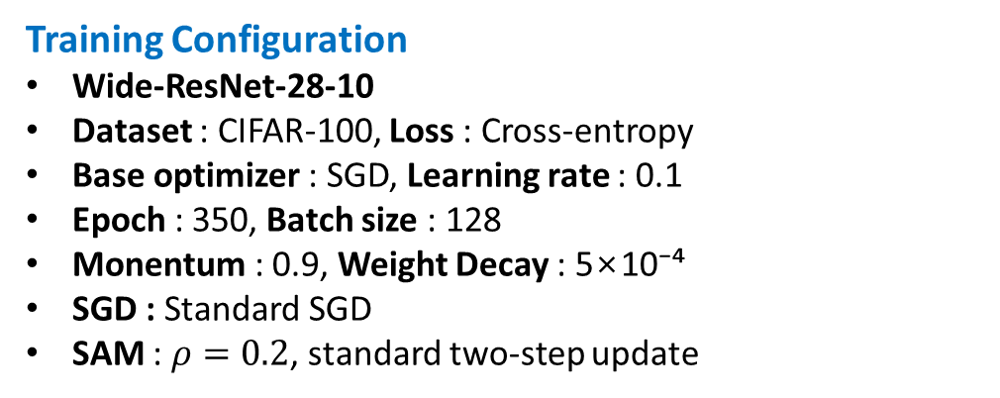 Training Configuration
• Wide-ResNet-28-10
• Dataset : CIFAR-100, Loss : Cross-entropy
• Base optimizer : SGD, Learning rate : 0.1
• Epoch : 350, Batch size : 128
• Monentum : 0.9, Weight Decay : 5×10⁻⁴
• SGD : Standard SGD
• SAM : 𝜌 = 0.2, standard two-step update